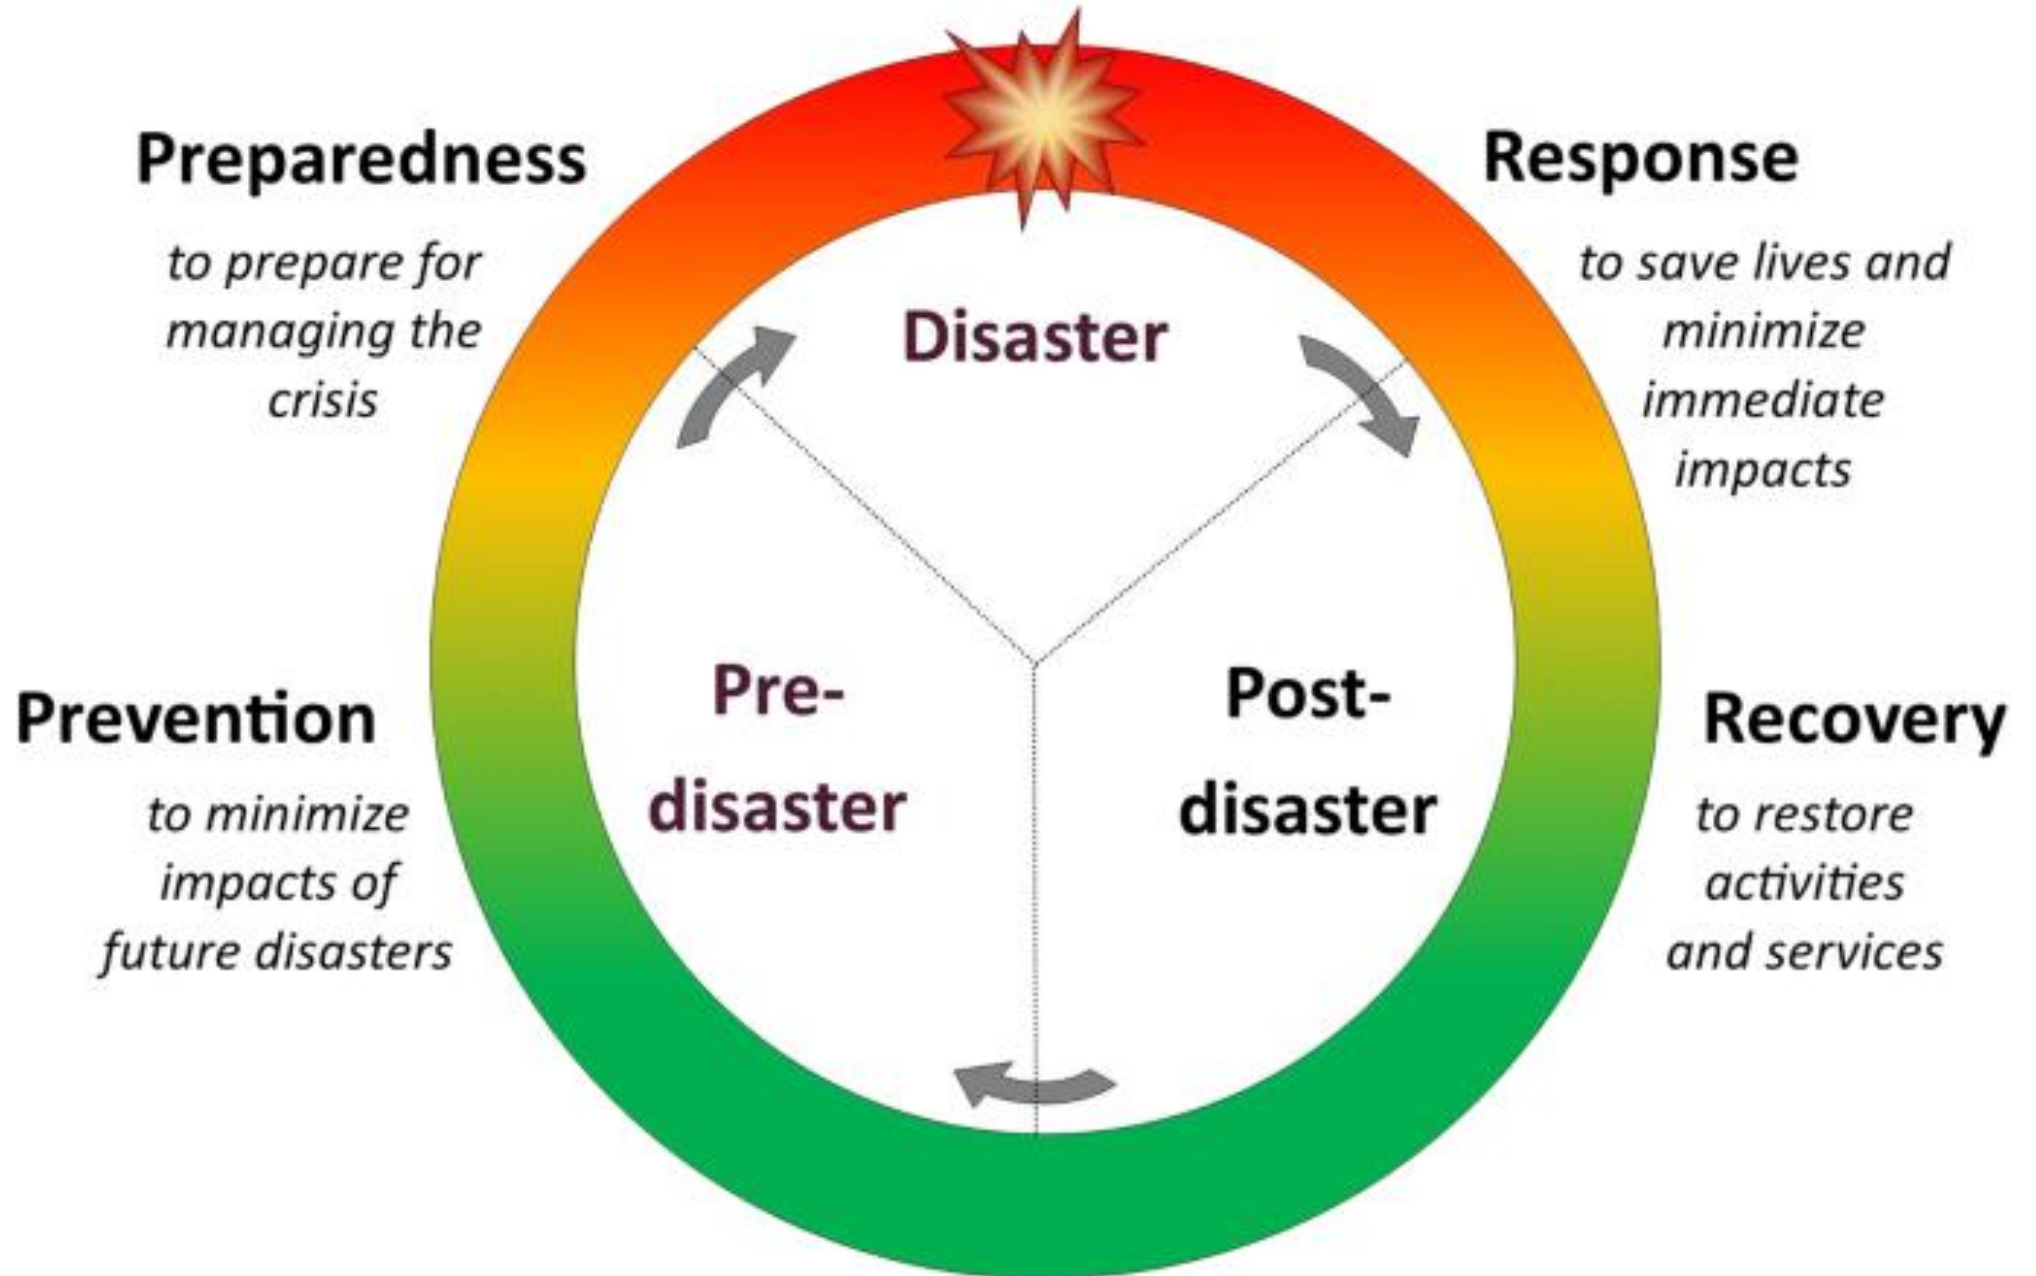 Preparedness
to prepare for
managing the
crisis
Response
to save lives and
minimize
immediate
impacts
Disaster
Pre-
disaster
Post-
disaster
Prevention
to minimize
impacts of
future disasters
Recovery
to restore
activities
and services